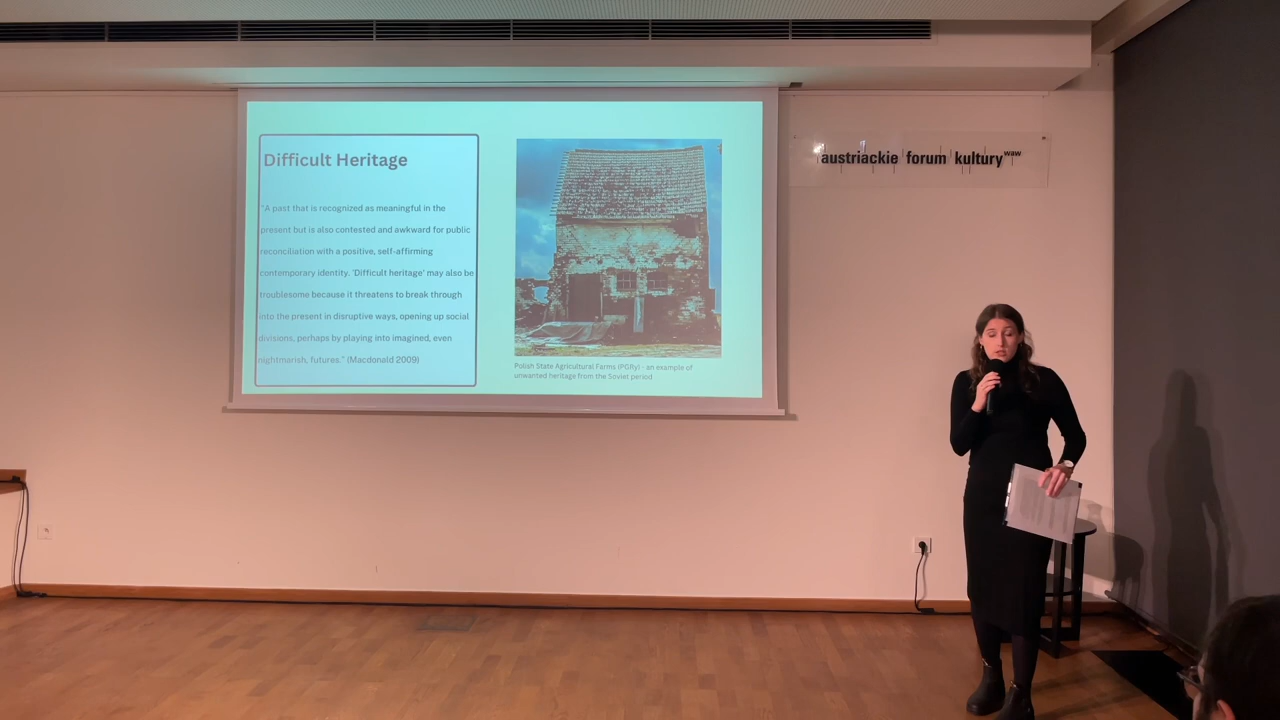 Difficult Heritage
"A past that is recognized as meaningful in the
present but is also contested and awkward for public
reconciliation with a positive, self-affirming
contemporary identity. 'Difficult heritage' may also be
troublesome because it threatens to break through
into the present in disruptive ways, opening up social
divisions, perhaps by playing into imagined, even
nightmarish, futures." (Macdonald 2009)
Polish State Agricultural Farms (PGRy) - an example of
unwanted heritage from the Soviet period
austriackie forum kultury waw